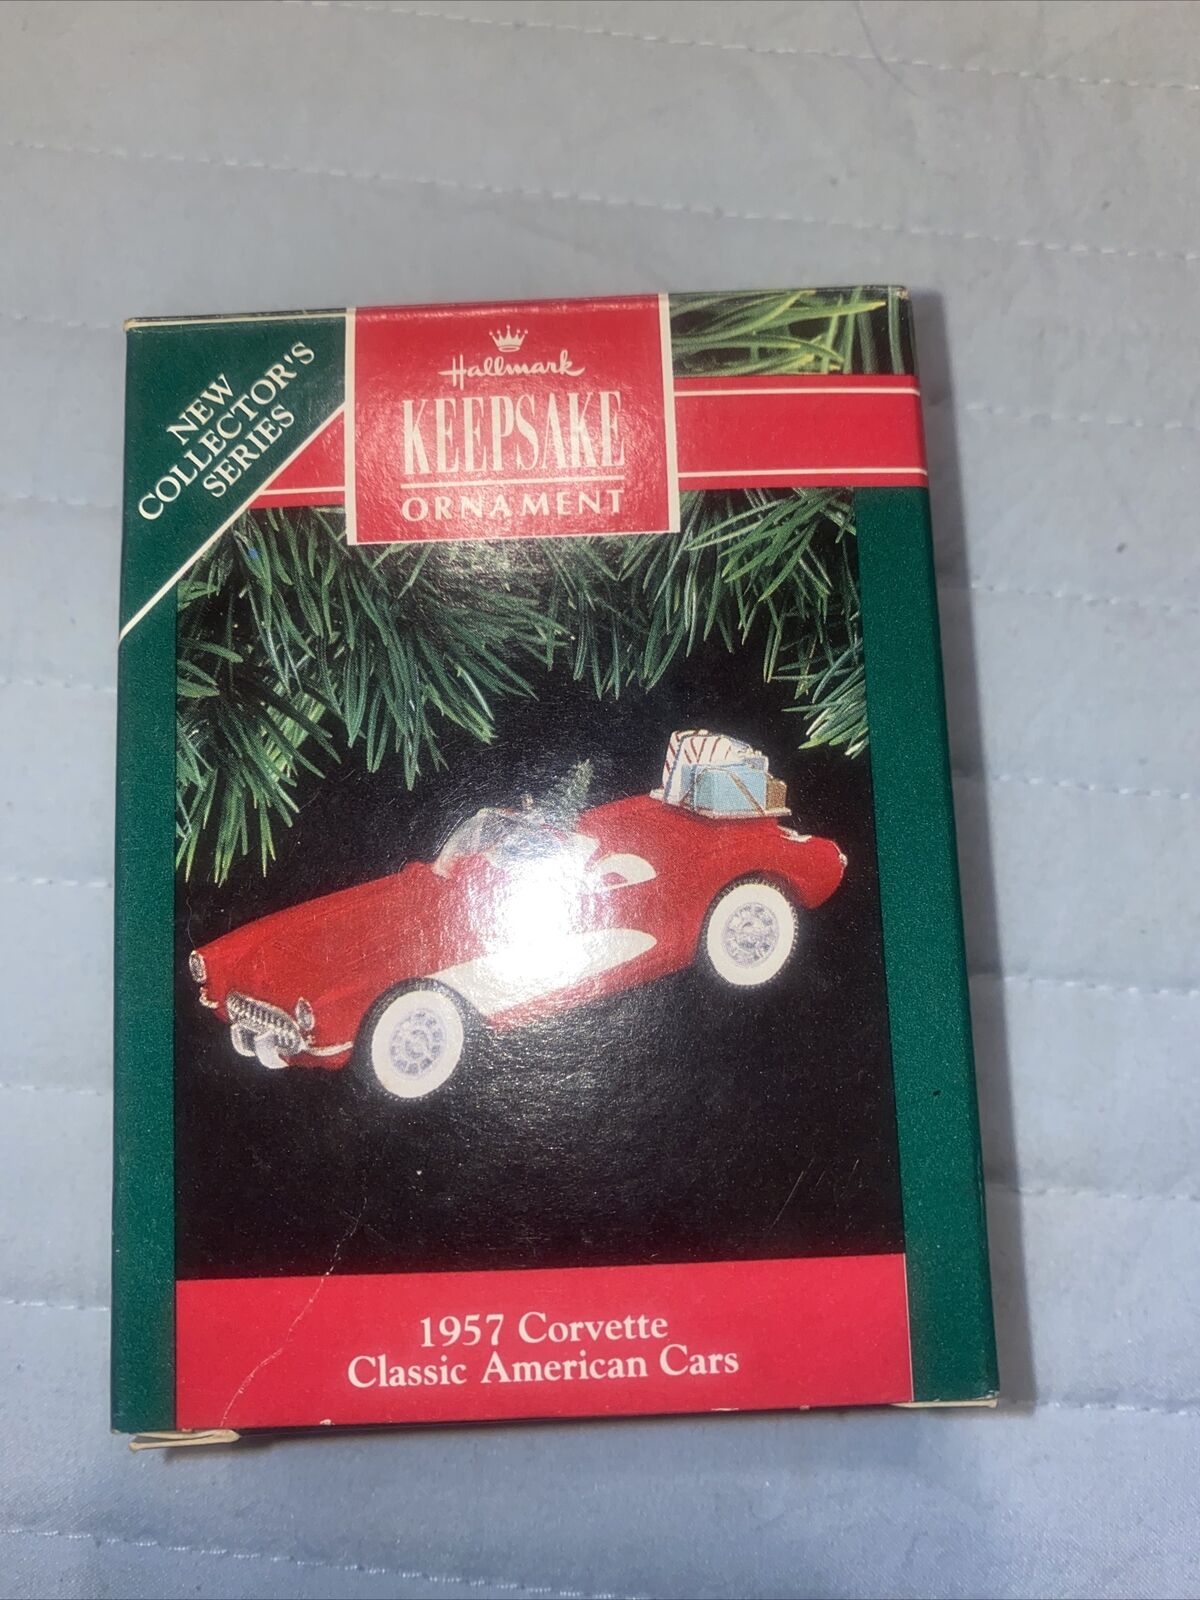 NEW
COLLECTOR'S
SERIES
Hallmark
KEEPSAKE
ORNAMENT
1957 Corvette
Classic American Cars